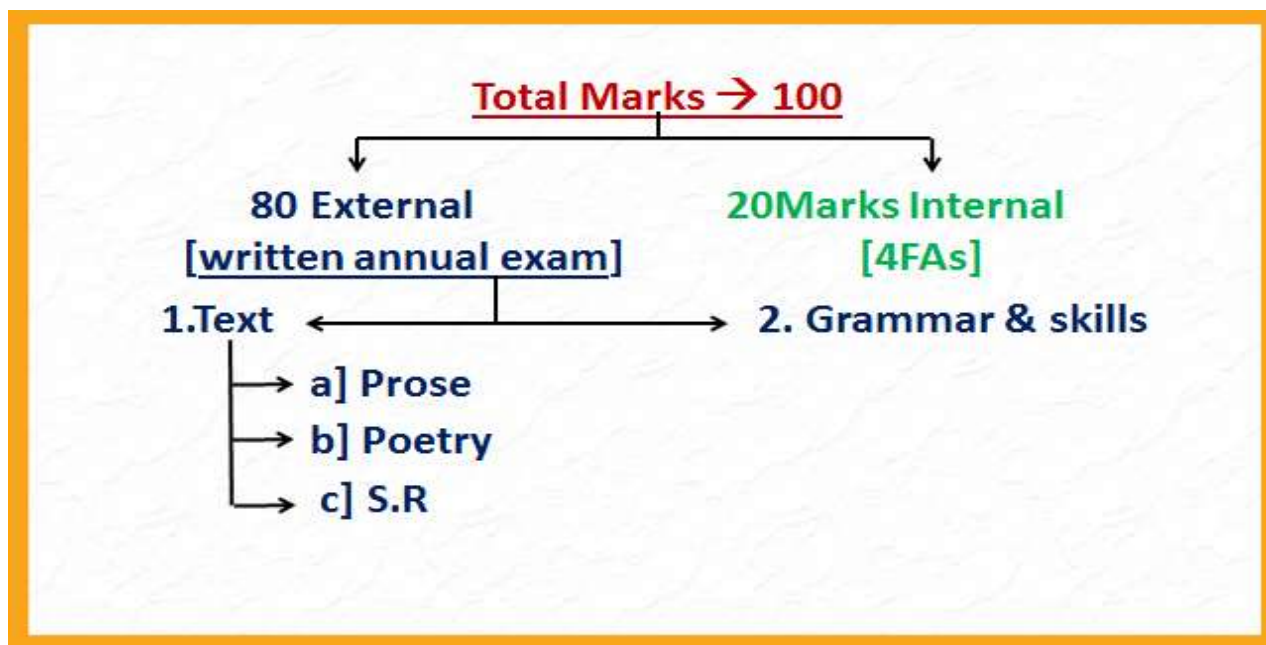 Total Marks → 100
80 External
[written annual exam]
20Marks Internal
[4FAs]
1.Text
2. Grammar & skills
a] Prose
b] Poetry
c] S.R